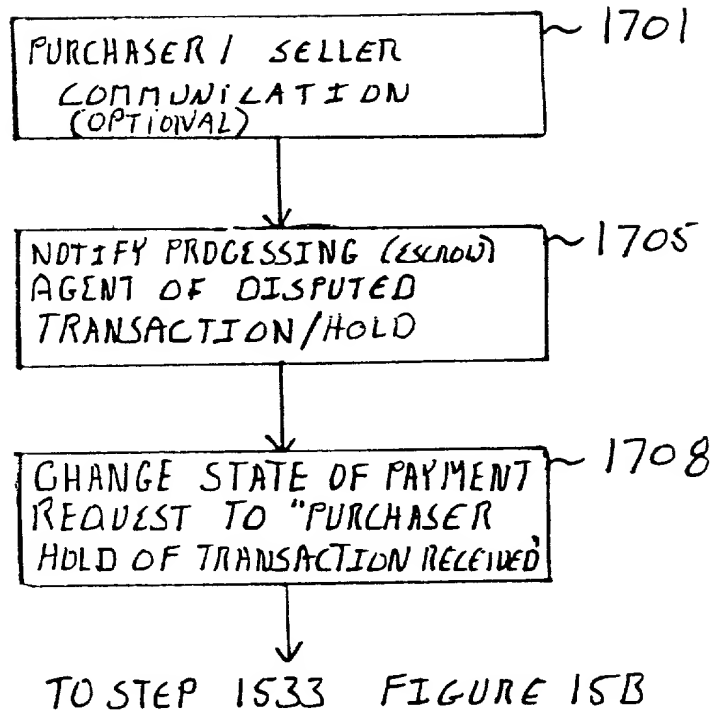 PURCHASER / SELLER
COMMUNICATION
(OPTIONAL)
1701
NOTIFY PROCESSING (ESCROW)
AGENT OF DISPUTED
TRANSACTION/HOLD
1705
CHANGE STATE OF PAYMENT
REQUEST TO "PURCHASER
HOLD OF TRANSACTION RECEIVED"
1708
TO STEP 1533 FIGURE 15B